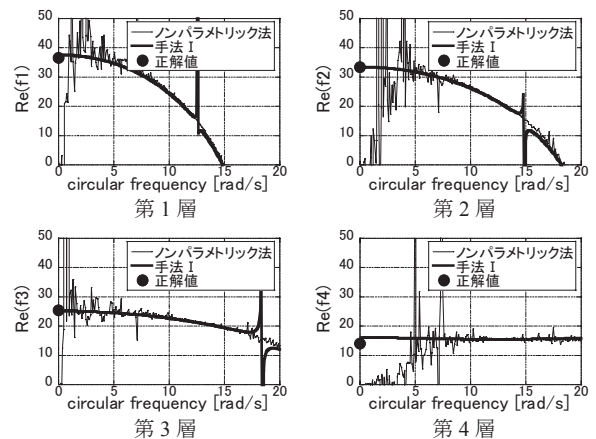 50
40
30
20
10
0
Re(f1)
ノンパラメトリック法
手法 I
正解値
0 5 10 15 20
circular frequency [rad/s]
第 1 層
50
40
30
20
10
0
Re(f2)
ノンパラメトリック法
手法 I
正解値
0 5 10 15 20
circular frequency [rad/s]
第 2 層
50
40
30
20
10
0
Re(f3)
ノンパラメトリック法
手法 I
正解値
0 5 10 15 20
circular frequency [rad/s]
第 3 層
50
40
30
20
10
0
Re(f4)
ノンパラメトリック法
手法 I
正解値
0 5 10 15 20
circular frequency [rad/s]
第 4 層